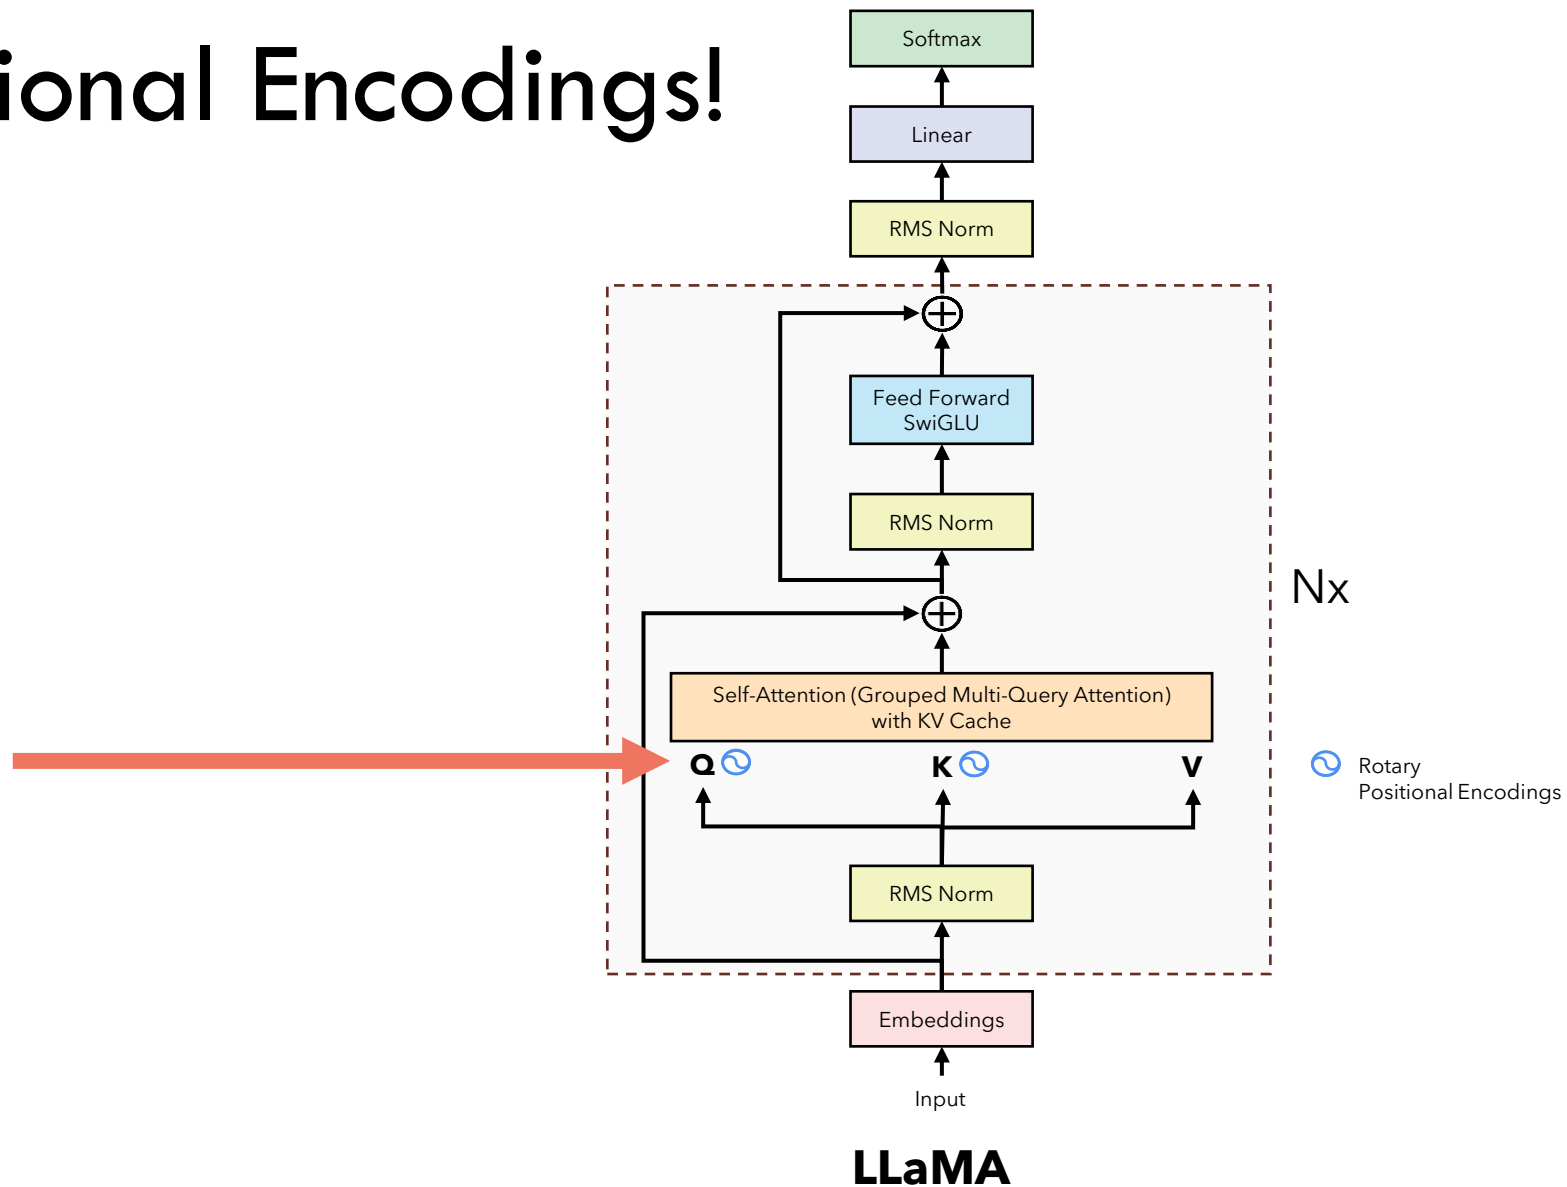 ional Encodings!
Softmax
Linear
RMS Norm
Feed Forward
SwiGLU
RMS Norm
Nx
Self-Attention (Grouped Multi-Query Attention)
with KV Cache
Q K V
Rotary
Positional Encodings
RMS Norm
Embeddings
Input
LLaMA